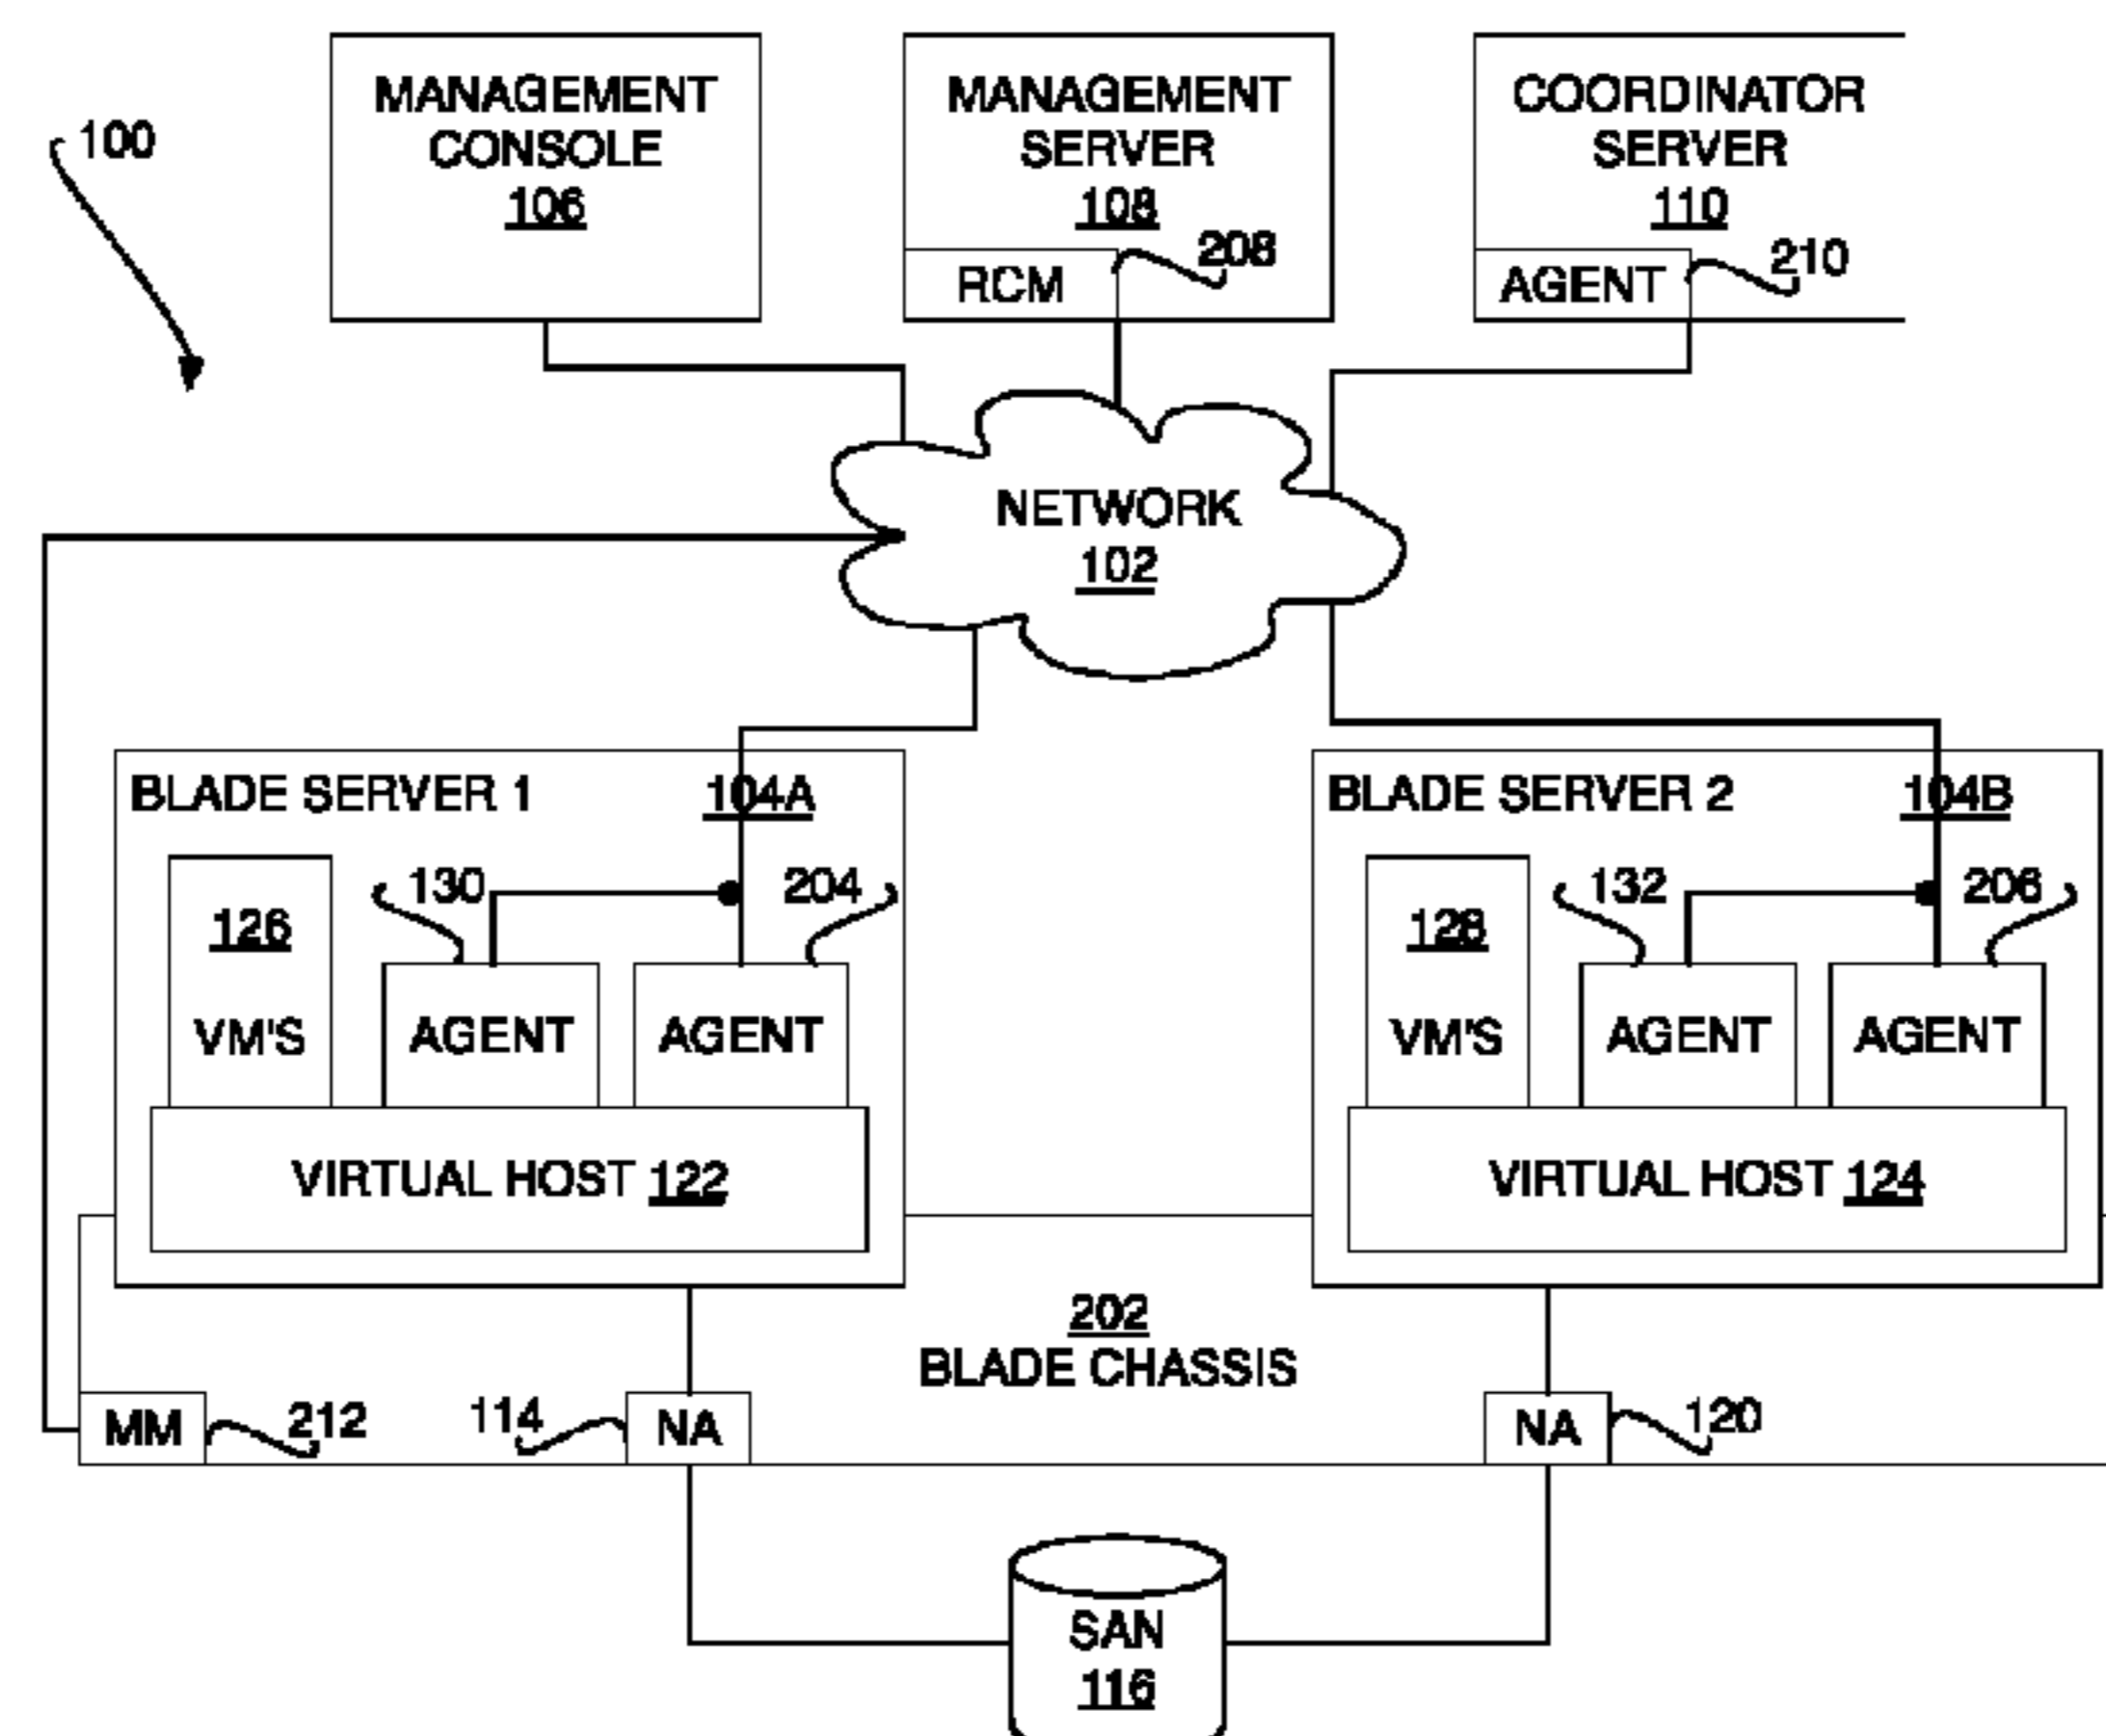 100
MANAGEMENT
CONSOLE
106
MANAGEMENT
SERVER
108
RCM
208
COORDINATOR
SERVER
110
AGENT
210
NETWORK
102
BLADE SERVER 1
104A
126
VM'S
130
AGENT
204
AGENT
VIRTUAL HOST 122
BLADE SERVER 2
104B
128
VM'S
132
AGENT
206
AGENT
VIRTUAL HOST 124
202
BLADE CHASSIS
MM
212
114
NA
NA
120
SAN
116